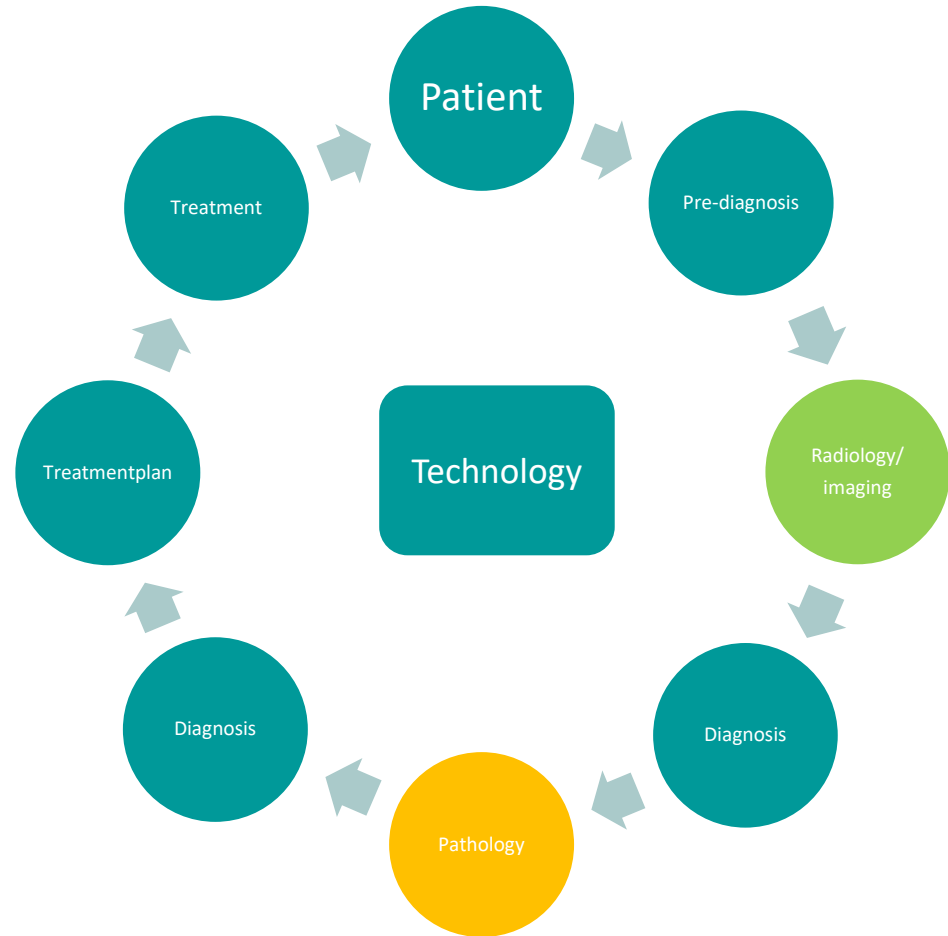 Patient
Pre-diagnosis
Radiology/
imaging
Diagnosis
Pathology
Diagnosis
Treatmentplan
Treatment
Technology